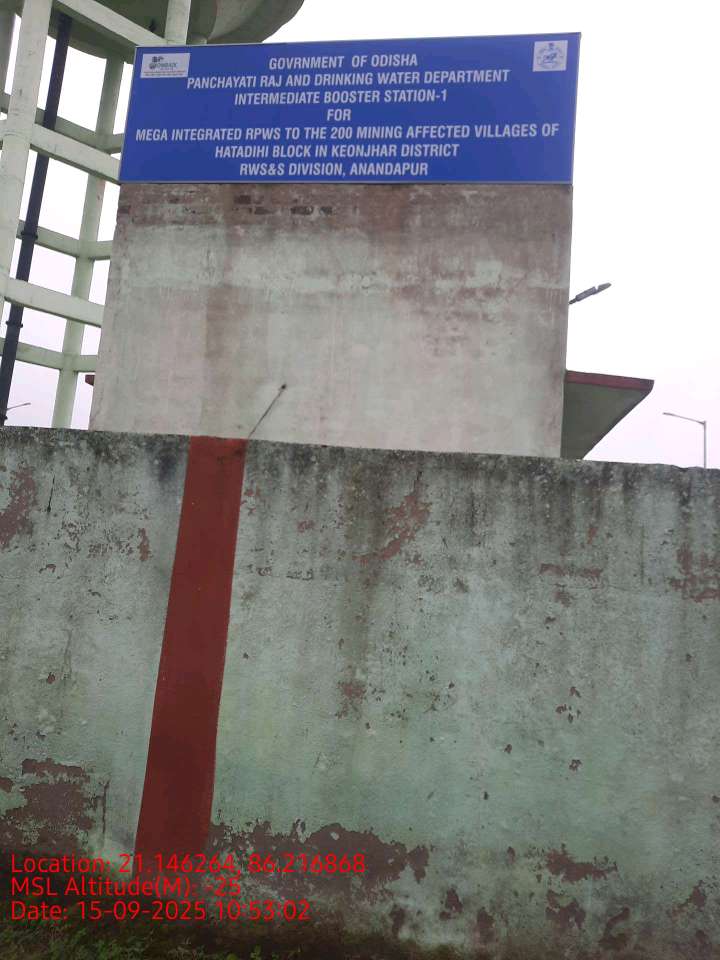 GOVRNMENT OF ODISHA
PANCHAYATI RAJ AND DRINKING WATER DEPARTMENT
INTERMEDIATE BOOSTER STATION-1
FOR
MEGA INTEGRATED RPWS TO THE 200 MINING AFFECTED VILLAGES OF
HATADIHI BLOCK IN KEONJHAR DISTRICT
RWS&S DIVISION, ANANDAPUR
Location: 21.146264, 86.216868
MSL Altitude(M): -25
Date: 15-09-2025 10:53:02